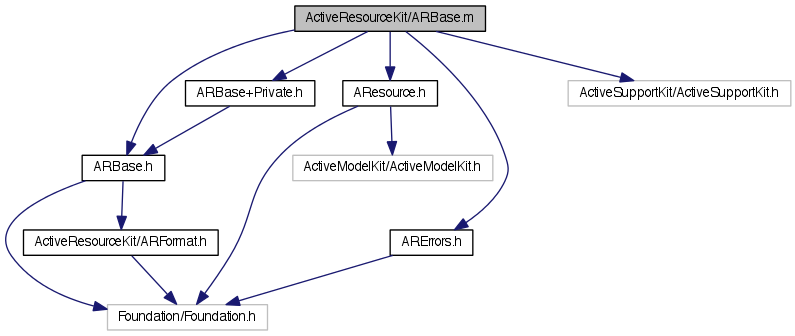 ActiveResourceKit/ARBase.m
ARBase+Private.h
AResource.h
ActiveSupportKit/ActiveSupportKit.h
ARBase.h
ActiveModelKit/ActiveModelKit.h
ActiveResourceKit/ARFormat.h
ARErrors.h
Foundation/Foundation.h